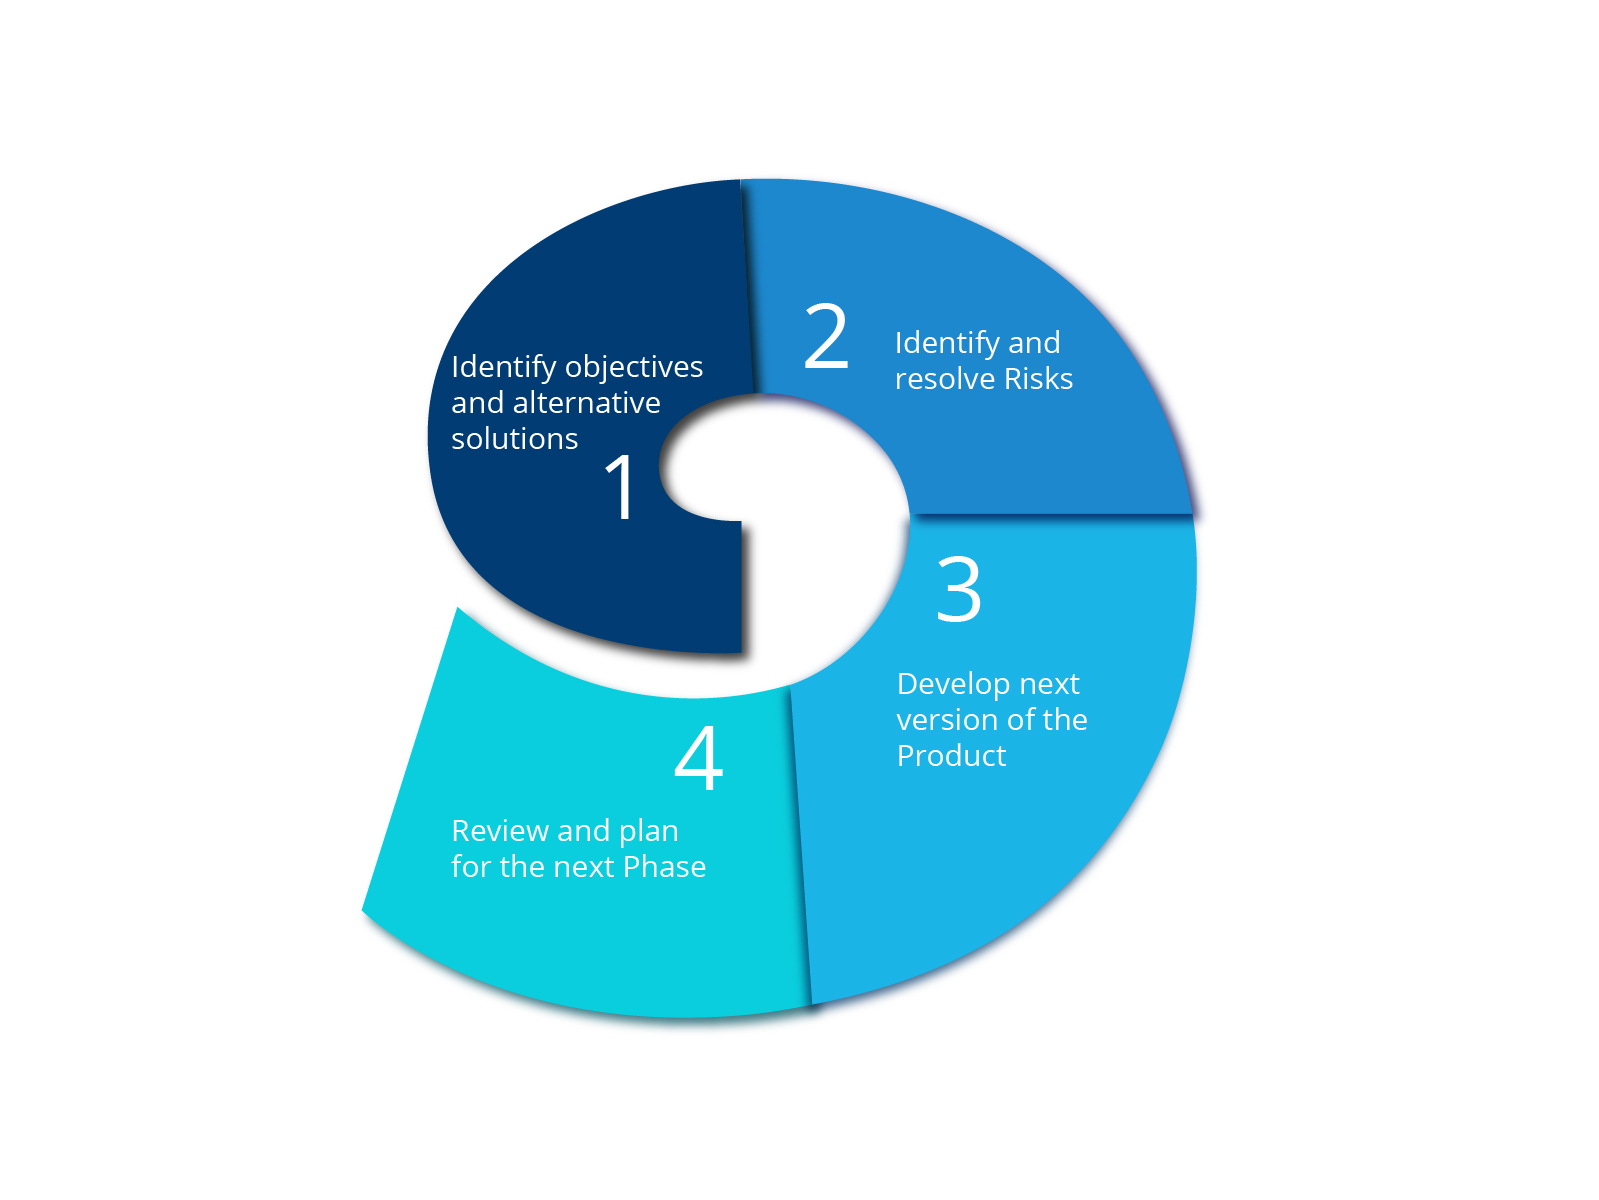 Identify objectives
and alternative
solutions
1
2
Identify and
resolve Risks
3
Develop next
version of the
Product
4
Review and plan
for the next Phase